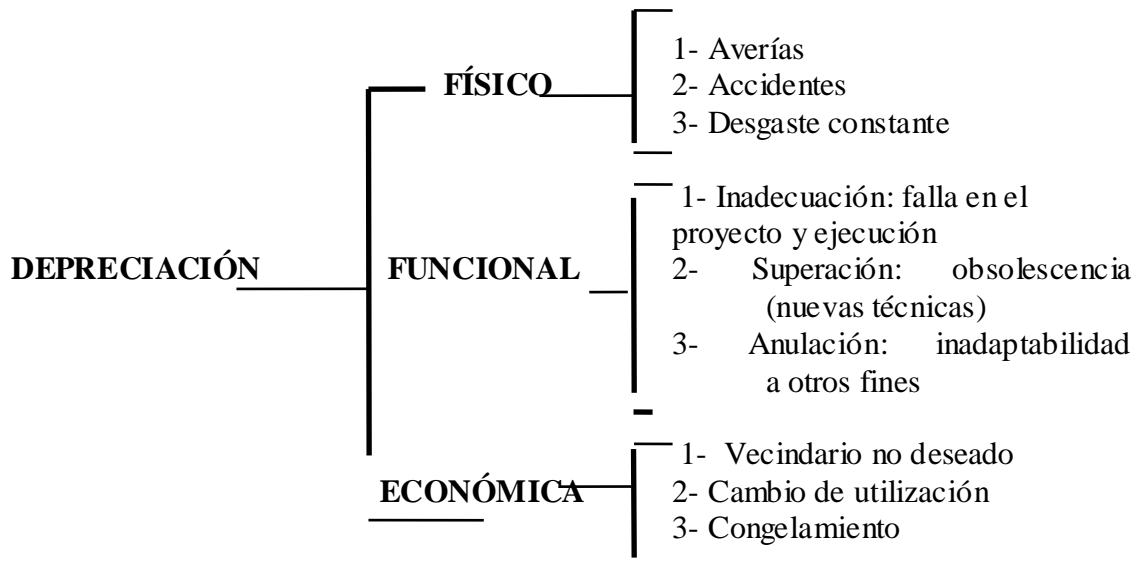 DEPRECIACIÓN
FÍSICO
1- Averías
2- Accidentes
3- Desgaste constante
FUNCIONAL
1- Inadecuación: falla en el
proyecto y ejecución
2- Superación: obsolescencia
(nuevas técnicas)
3- Anulación: inadaptabilidad
a otros fines
ECONÓMICA
1- Vecindario no deseado
2- Cambio de utilización
3- Congelamiento